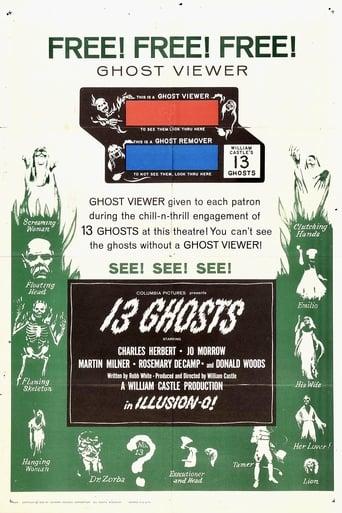 FREE! FREE! FREE!
GHOST VIEWER
THIS IS A GHOST VIEWER
TO SEE THEM, LOOK THRU HERE
THIS IS A GHOST REMOVER
TO NOT SEE THEM, LOOK THRU HERE
WILLIAM
CASTLE'S
13
GHOSTS
GHOST VIEWER given to each patron
during the chill-n-thrill engagement of
13 GHOSTS at this theatre! You can't see
the ghosts without a GHOST VIEWER!
SEE! SEE! SEE!
Screaming
Woman
Floating
Head
Flaming
Skeleton
Hanging
Woman
Dr. Zorba
No. 13
?
Executioner
and Head
Clutching
Hands
Emilio
His Wife
Her Lover!
Tamer
Lion
COLUMBIA PICTURES presents
13 GHOSTS
STARRING
CHARLES HERBERT · JO MORROW
MARTIN MILNER · ROSEMARY DECAMP · and DONALD WOODS
Written by Robb White · Produced and Directed by William Castle
A WILLIAM CASTLE PRODUCTION
in ILLUSION-O!